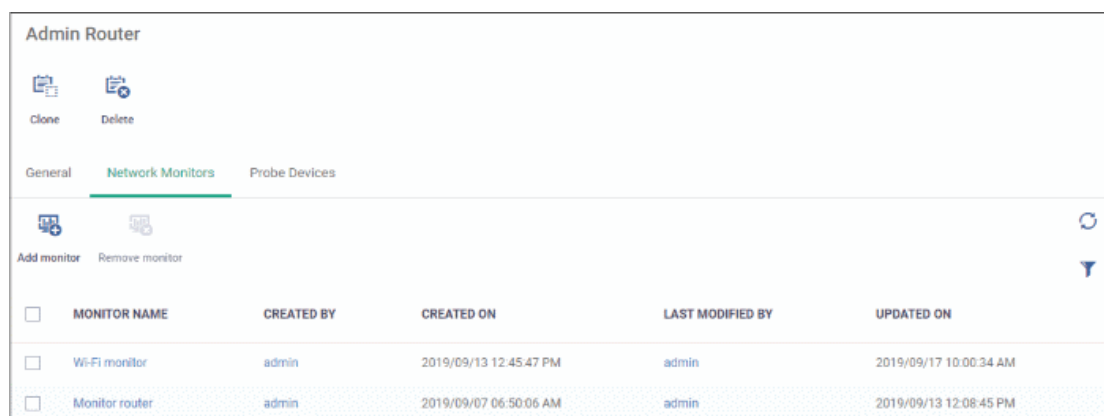 Admin Router
Clone Delete
General Network Monitors Probe Devices
Add monitor Remove monitor
MONITOR NAME CREATED BY CREATED ON LAST MODIFIED BY UPDATED ON
Wi-Fi monitor admin 2019/09/13 12:45:47 PM admin 2019/09/17 10:00:34 AM
Monitor router admin 2019/09/07 06:50:06 AM admin 2019/09/13 12:08:45 PM